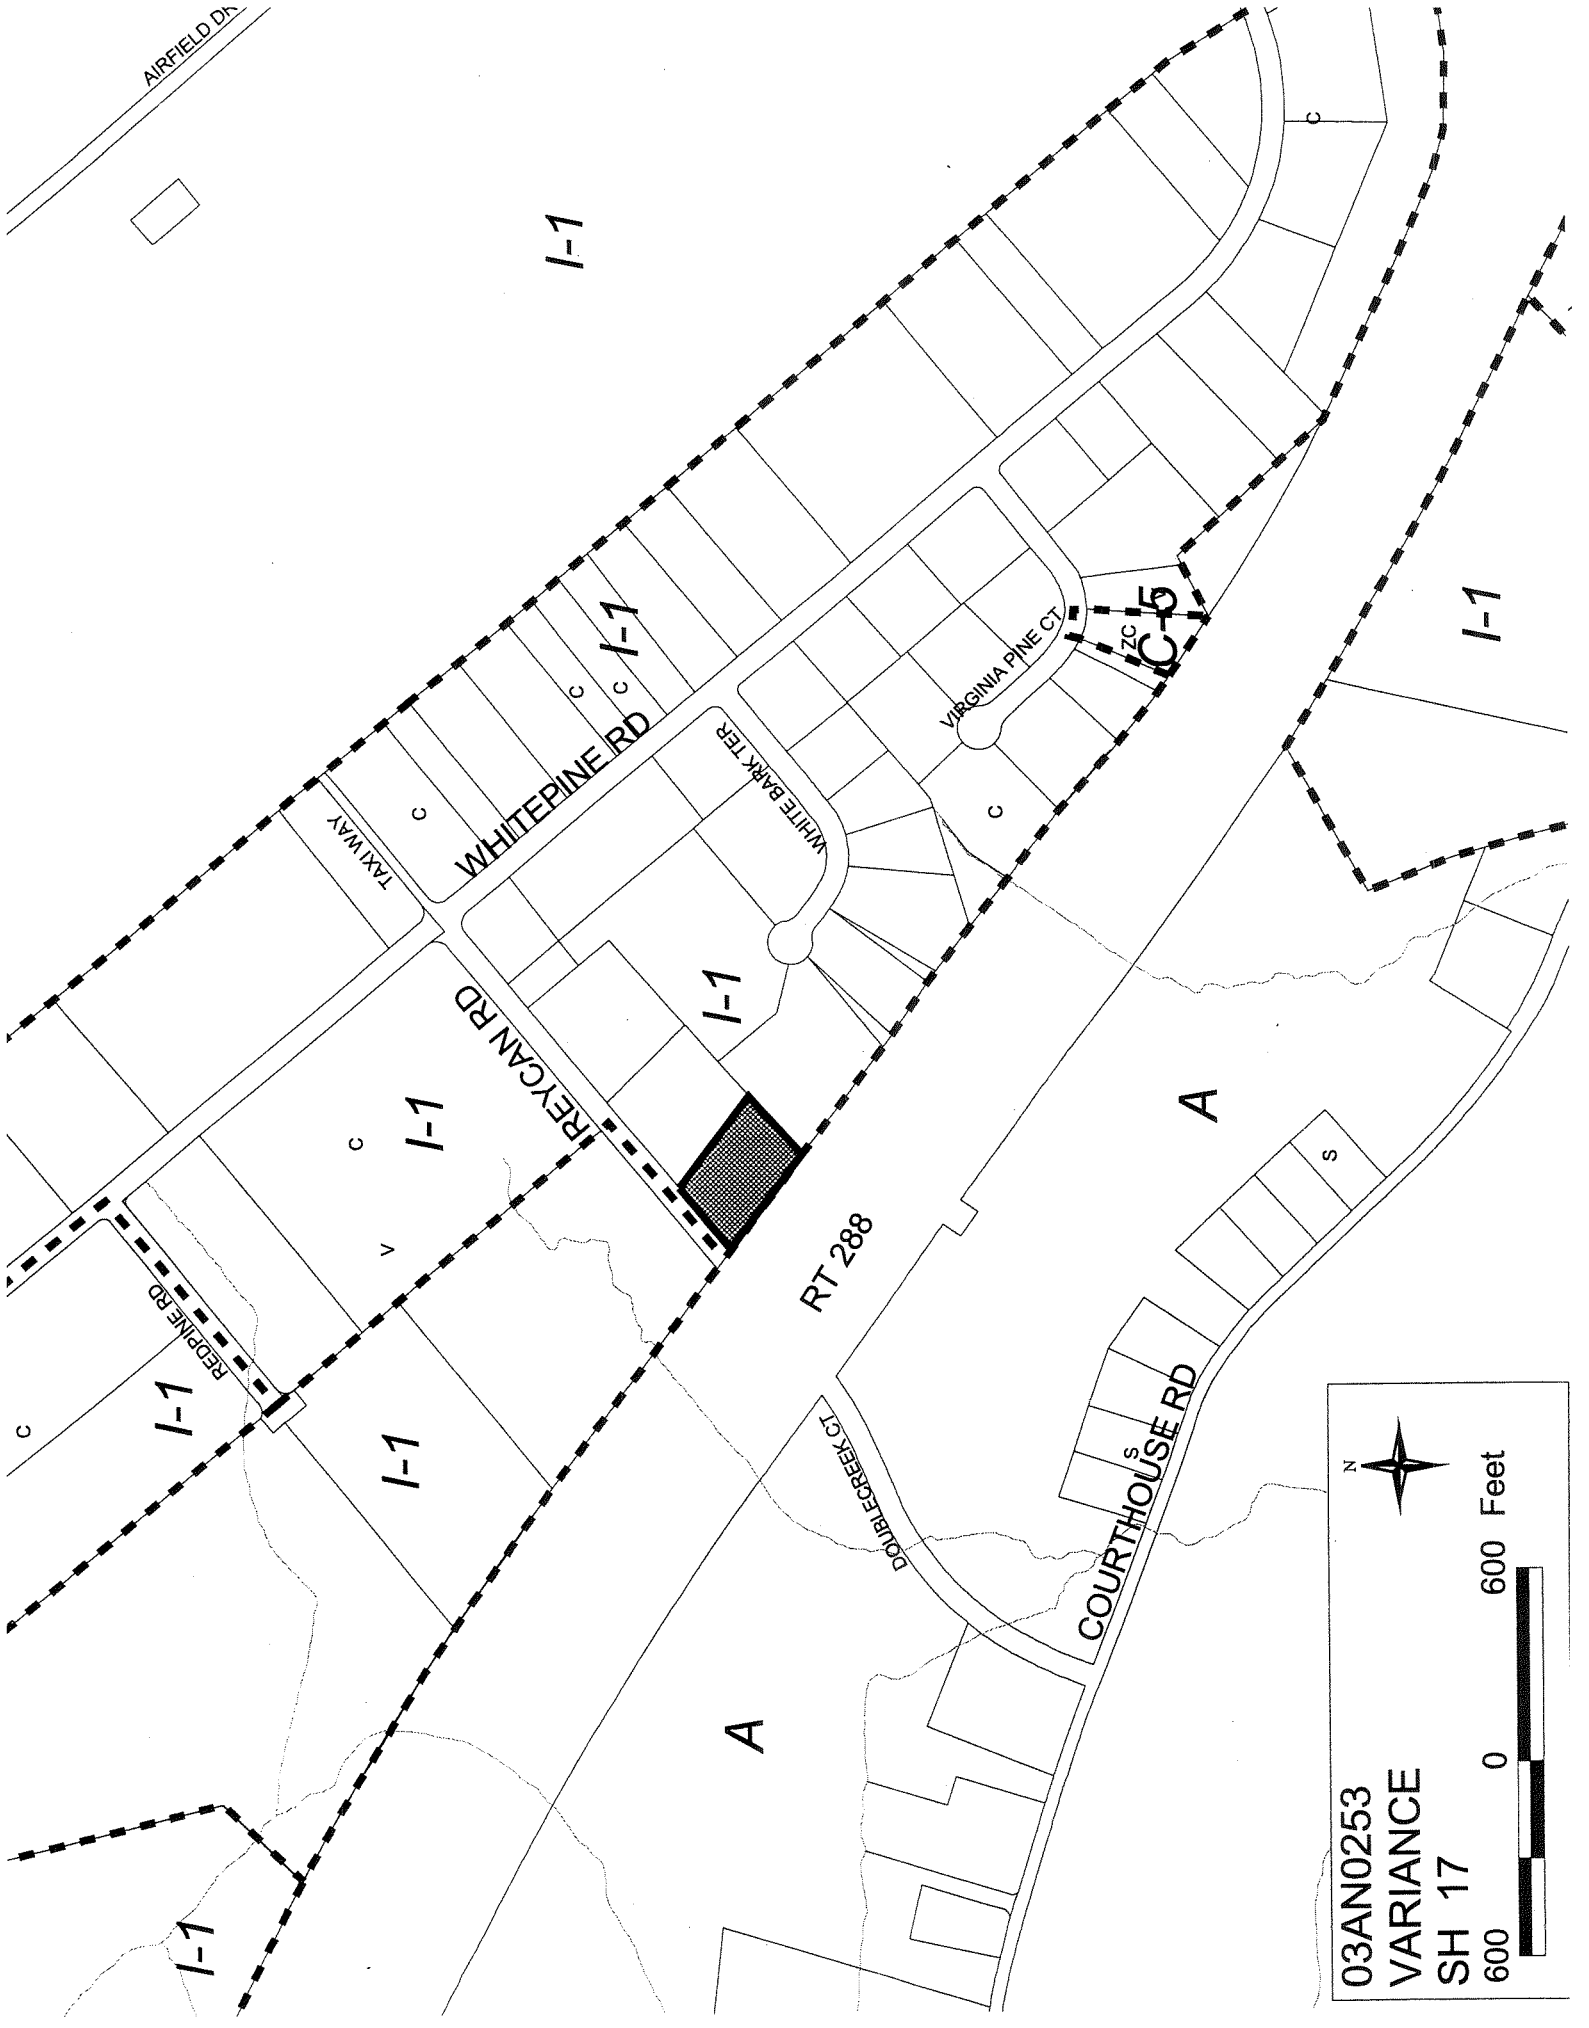 AIRFIELD DR
I-1
I-1
C
C
C
TAXI WAY
WHITEPINE RD
WHITE BARK TER
VIRGINIA PINE CT
ZC
C-5
C
C
I-1
I-1
REYCAN RD
I-1
C
V
REDPINE RD
I-1
C
I-1
I-1
RT 288
A
S
DOUBLECREEK CT
COURTHOUSE RD
S
A
03AN0253
VARIANCE
SH 17
600 0 600 Feet
N